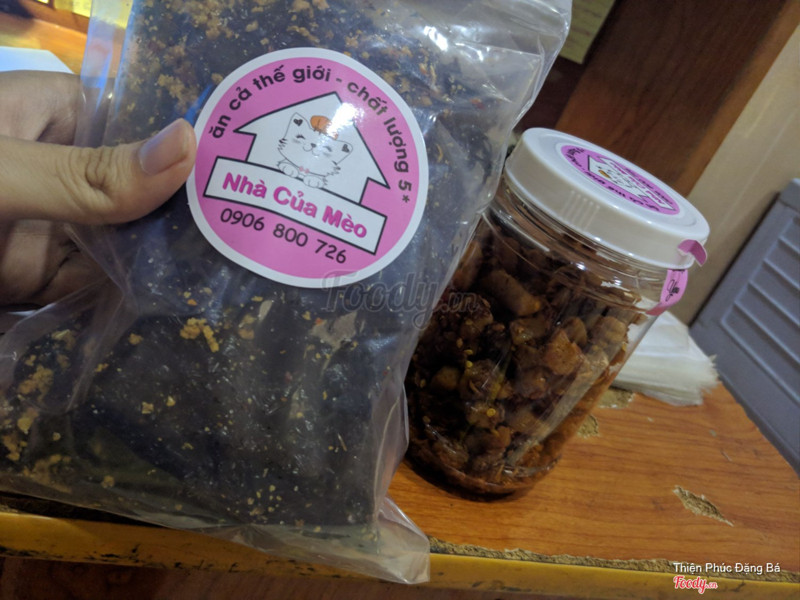 ăn cả thế giới - chất lượng 5*
Nhà Của Mèo
0906 800 726
Foody.vn
Thiện Phúc Đặng Bá
Foody.vn